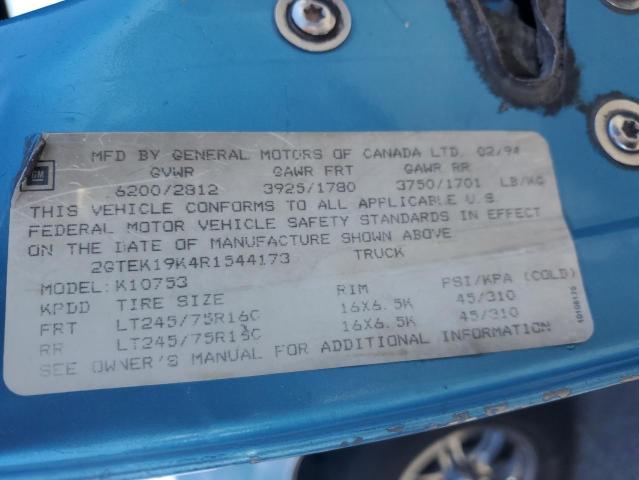 GM
MFD BY GENERAL MOTORS OF CANADA LTD. 02/94
GVWR GAWR FRT GAWR RR
6200/2812 3925/1780 3750/1701 LB/KG
THIS VEHICLE CONFORMS TO ALL APPLICABLE U.S.
FEDERAL MOTOR VEHICLE SAFETY STANDARDS IN EFFECT
ON THE DATE OF MANUFACTURE SHOWN ABOVE
2GTEK19K4R1544173 TRUCK
MODEL:K10753
KPDD TIRE SIZE RIM PSI/KPA (COLD)
FRT LT245/75R16C 16X6.5K 45/310
RR LT245/75R16C 16X6.5K 45/310
SEE OWNER'S MANUAL FOR ADDITIONAL INFORMATION